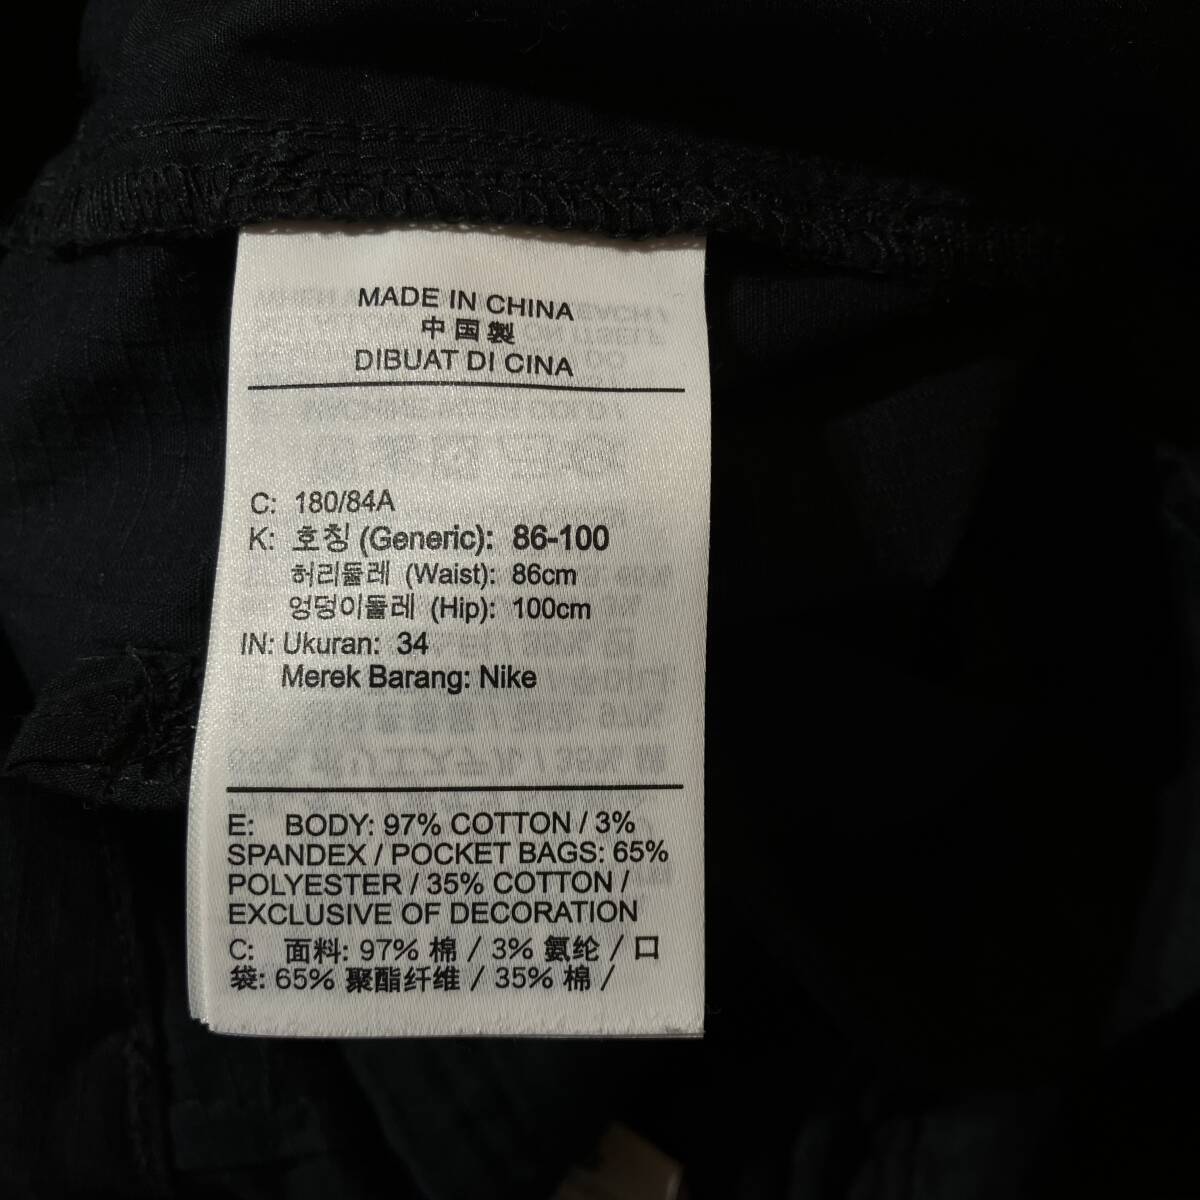 MADE IN CHINA
中国製
DIBUAT DI CINA
C: 180/84A
K: 호칭 (Generic): 86-100
허리둘레 (Waist): 86cm
엉덩이둘레 (Hip): 100cm
IN: Ukuran: 34
Merek Barang: Nike
E: BODY: 97% COTTON / 3%
SPANDEX / POCKET BAGS: 65%
POLYESTER / 35% COTTON /
EXCLUSIVE OF DECORATION
C: 面料: 97% 棉 / 3% 氨纶 / 口
袋: 65% 聚酯纤维 / 35% 棉 /